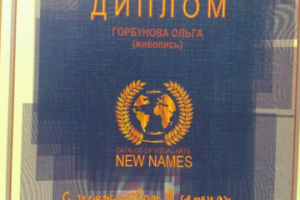 ДИПЛОМ
ГОРБУНОВА ОЛЬГА
(живопись)
CATALOG OF VISUAL ARTS
NEW NAMES
С